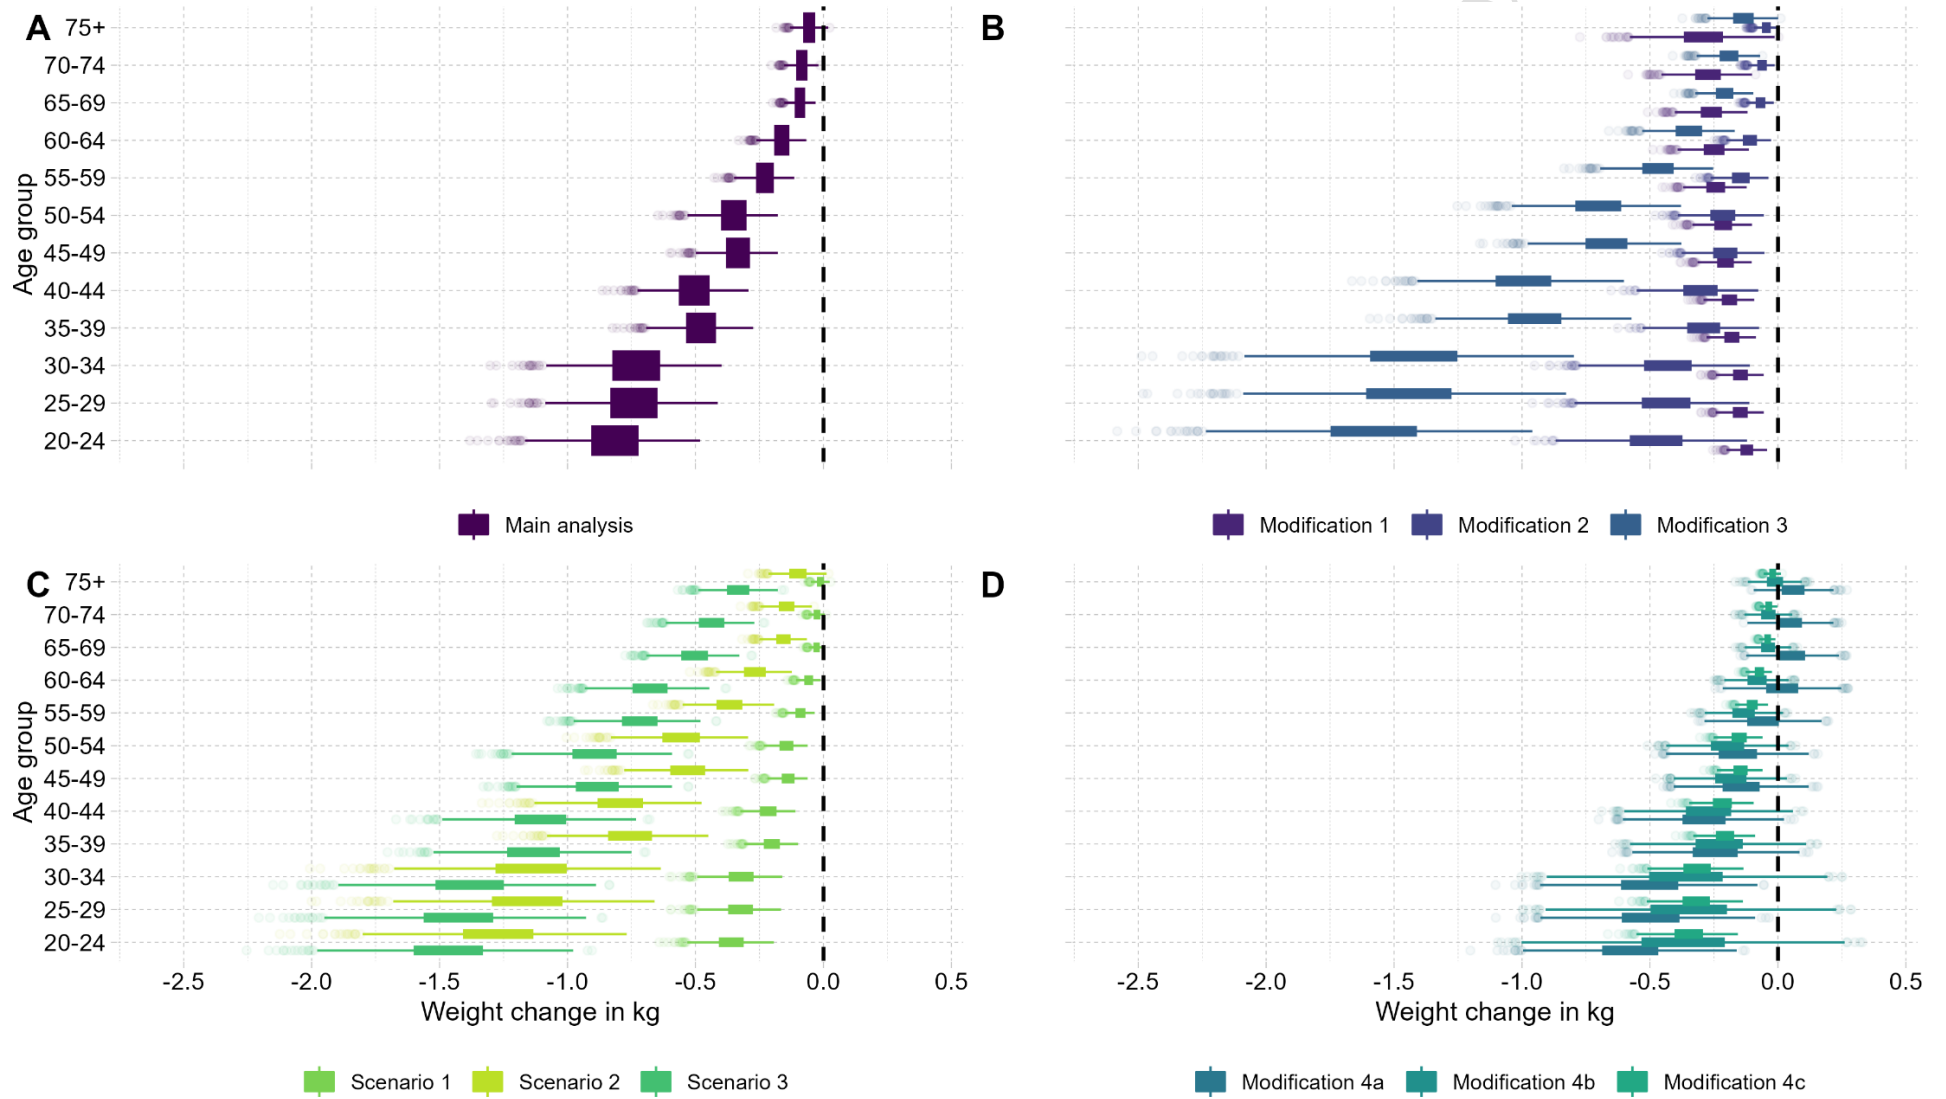 A
B
75+
70-74
65-69
60-64
55-59
50-54
45-49
40-44
35-39
30-34
25-29
20-24
Age group
Main analysis
Modification 1 Modification 2 Modification 3
C
D
75+
70-74
65-69
60-64
55-59
50-54
45-49
40-44
35-39
30-34
25-29
20-24
Age group
-2.5 -2.0 -1.5 -1.0 -0.5 0.0 0.5
Weight change in kg
-2.5 -2.0 -1.5 -1.0 -0.5 0.0 0.5
Weight change in kg
Scenario 1 Scenario 2 Scenario 3
Modification 4a Modification 4b Modification 4c